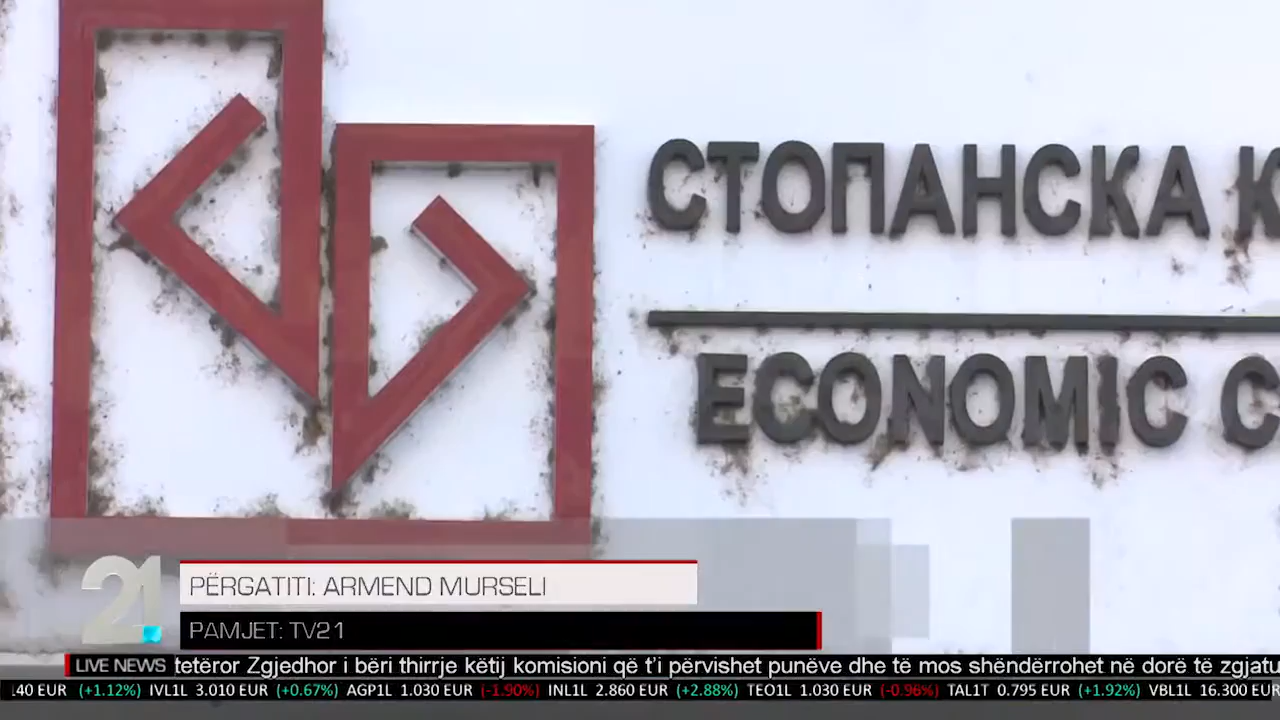 СТОПАНСКА К
ECONOMIC C
21
PËRGATITI: ARMEND MURSELI
PAMJET: TV21
LIVE NEWS tetëror Zgjedhor i bëri thirrje këtij komisioni që t'i përvishet punëve dhe të mos shëndërrohet në dorë të zgjatu
.40 EUR (+1.12%) IVL1L 3.010 EUR (+0.67%) AGP1L 1.030 EUR (-1.90%) INL1L 2.860 EUR (+2.88%) TEO1L 1.030 EUR (-0.96%) TAL1T 0.795 EUR (+1.92%) VBL1L 16.300 EUR